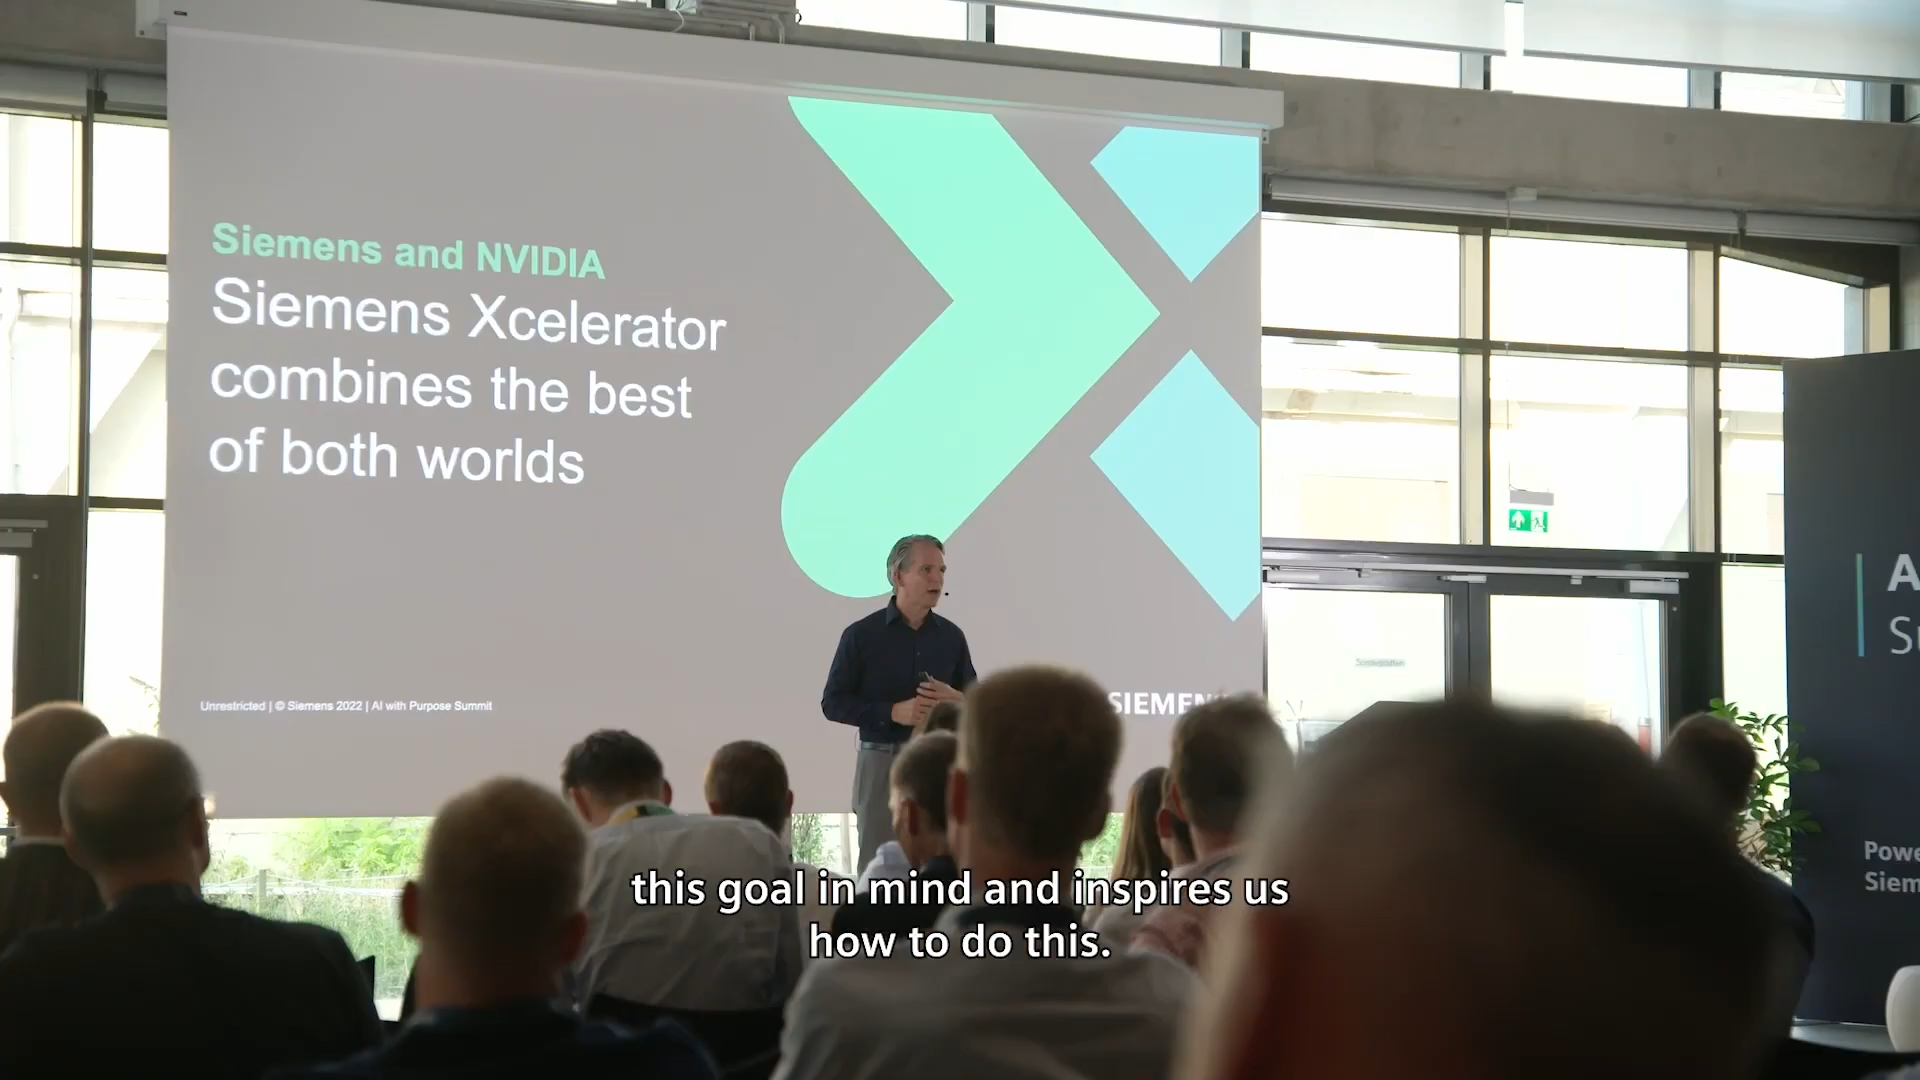 Siemens and NVIDIA
Siemens Xcelerator
combines the best
of both worlds
Unrestricted | © Siemens 2022 | AI with Purpose Summit
SIEMENS
this goal in mind and inspires us
how to do this.